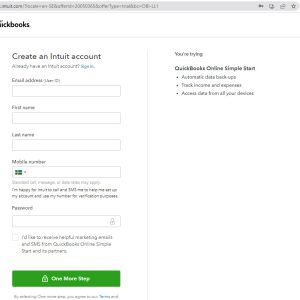 .intuit.com/?locale=en-SE&offerId=20059365&offerType=trial&bc=OBI-LL1
uickbooks.
Create an Intuit account
Already have an Intuit account? Sign in.
Email address (User ID)
First name
Last name
Mobile number
Standard call, message, or data rates may apply.
I'm happy for Intuit to call and SMS me to help me set up
my account and use my number for verification purposes.
Password
I'd like to receive helpful marketing emails
and SMS from QuickBooks Online Simple
Start and its partners.
One More Step
By selecting One more step, you agree to our Terms and
You're trying:
QuickBooks Online Simple Start
• Automatic data back-ups
• Track income and expenses
• Access data from all your devices